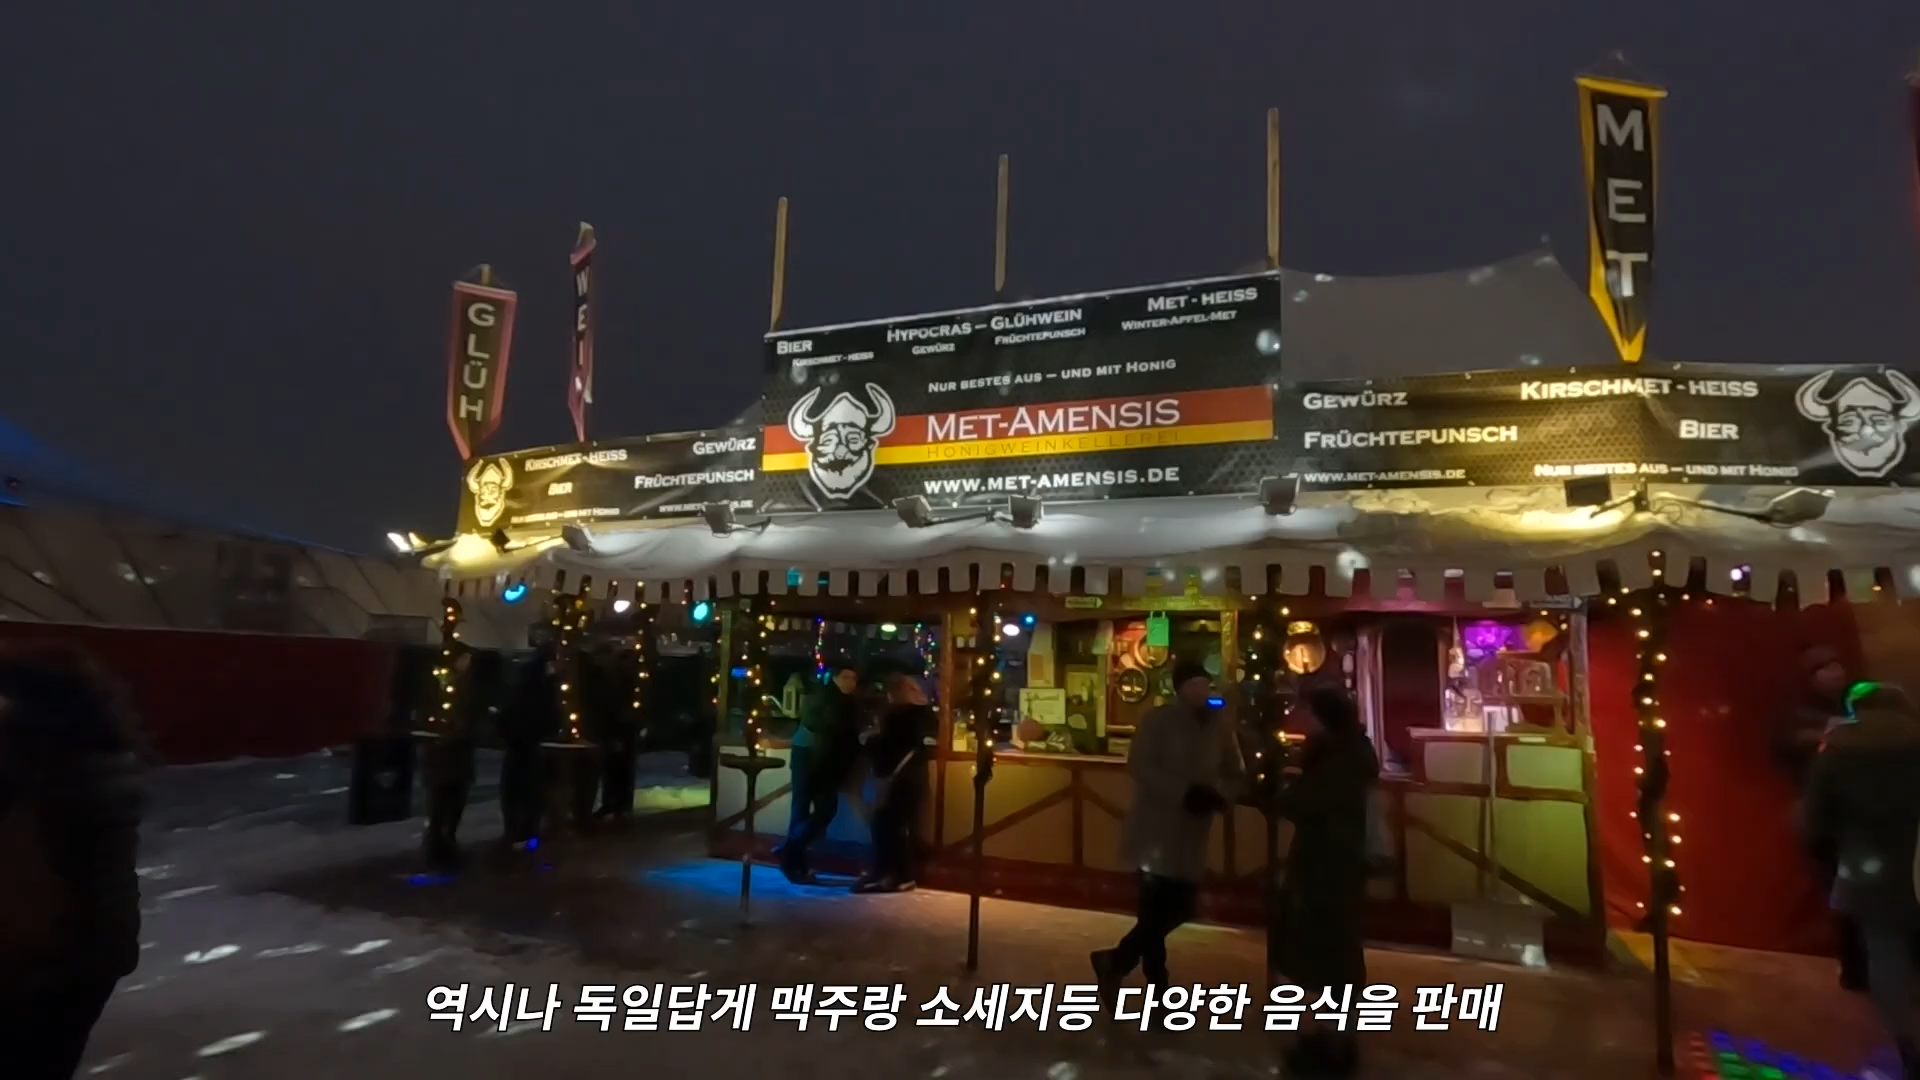 GLÜH
WEIN
MET
BIER
KIRSCHMET - HEISS
HYPOCRAS – GLÜHWEIN
GEWÜRZ
FRÜCHTEPUNSCH
MET - HEISS
WINTER-APFEL-MET
NUR BESTES AUS – UND MIT HONIG
MET-AMENSIS
HONIGWEINKELLEREI
WWW.MET-AMENSIS.DE
KIRSCHMET - HEISS
GEWÜRZ
BIER
FRÜCHTEPUNSCH
GEWÜRZ
KIRSCHMET - HEISS
FRÜCHTEPUNSCH
BIER
WWW.MET-AMENSIS.DE
NUR BESTES AUS – UND MIT HONIG
역시나 독일답게 맥주랑 소세지등 다양한 음식을 판매